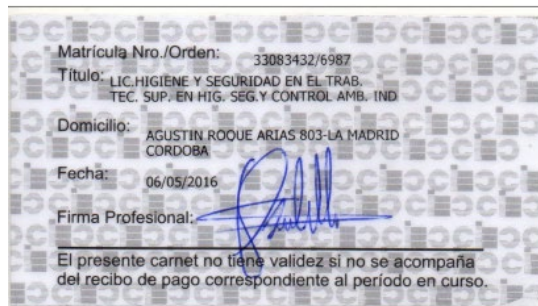 Matrícula Nro./Orden: 33083432/6987
Título: LIC.HIGIENE Y SEGURIDAD EN EL TRAB.
TEC. SUP. EN HIG. SEG.Y CONTROL AMB. IND
Domicilio: AGUSTIN ROQUE ARIAS 803-LA MADRID
CORDOBA
Fecha: 06/05/2016
Firma Profesional:
El presente carnet no tiene validez si no se acompaña
del recibo de pago correspondiente al período en curso.